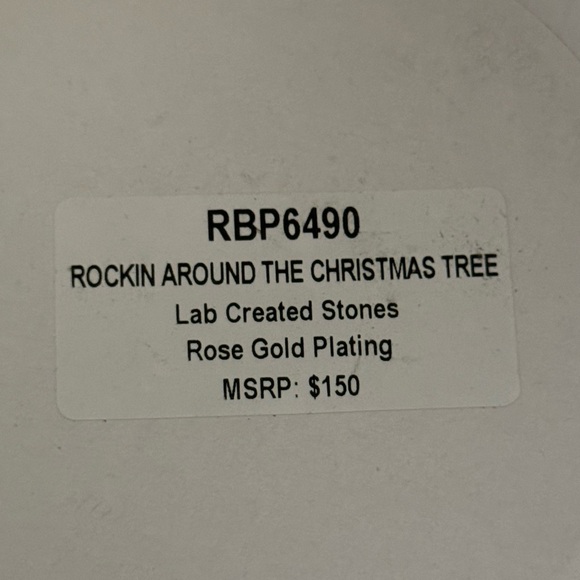 RBP6490
ROCKIN AROUND THE CHRISTMAS TREE
Lab Created Stones
Rose Gold Plating
MSRP: $150